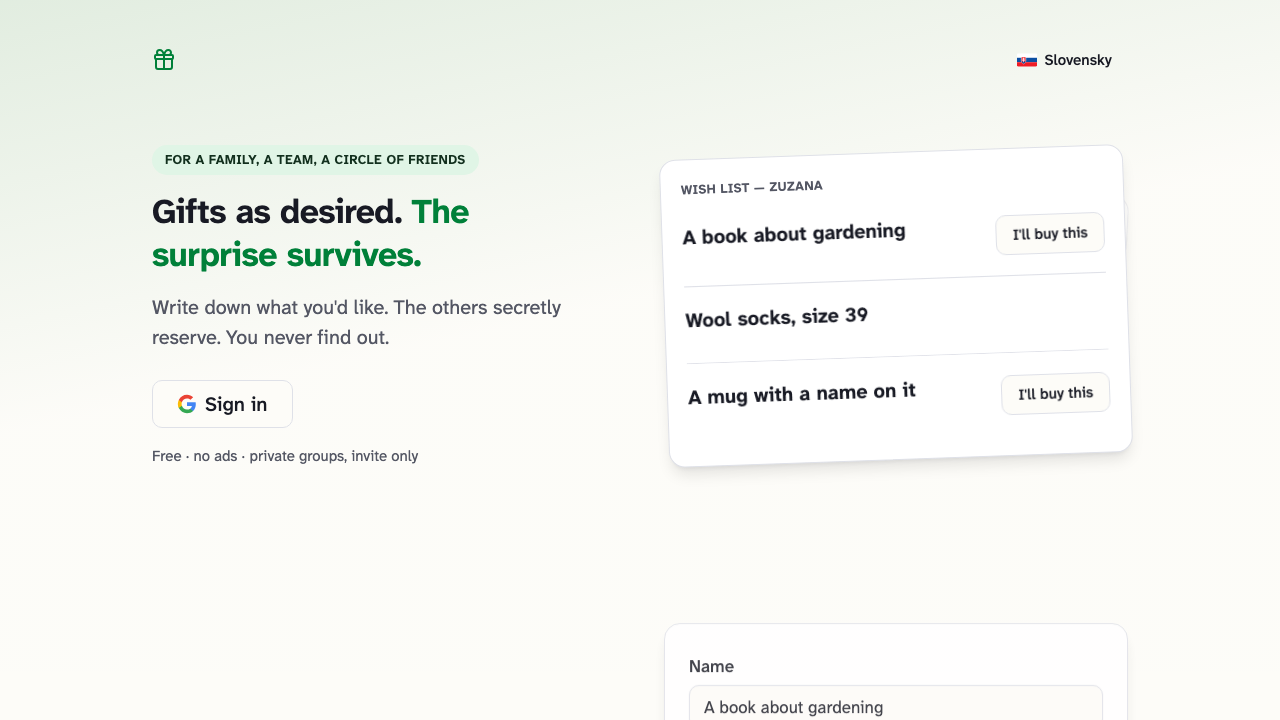 Slovensky
FOR A FAMILY, A TEAM, A CIRCLE OF FRIENDS
Gifts as desired. The
surprise survives.
Write down what you'd like. The others secretly
reserve. You never find out.
Sign in
Free · no ads · private groups, invite only
WISH LIST — ZUZANA
A book about gardening
I'll buy this
Wool socks, size 39
A mug with a name on it
I'll buy this
Name
A book about gardening